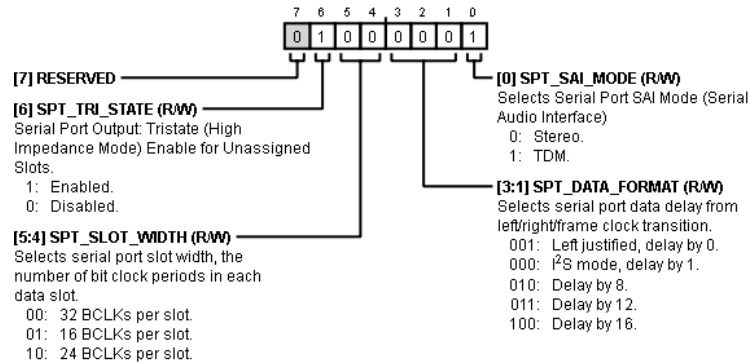 7 6 5 4 3 2 1 0
0 1 0 0 0 0 0 1
[7] RESERVED
[6] SPT_TRI_STATE (R/W)
Serial Port Output: Tristate (High
Impedance Mode) Enable for Unassigned
Slots.
1: Enabled.
0: Disabled.
[5:4] SPT_SLOT_WIDTH (R/W)
Selects serial port slot width, the
number of bit clock periods in each
data slot.
00: 32 BCLKs per slot.
01: 16 BCLKs per slot.
10: 24 BCLKs per slot.
[0] SPT_SAI_MODE (R/W)
Selects Serial Port SAI Mode (Serial
Audio Interface)
0: Stereo.
1: TDM.
[3:1] SPT_DATA_FORMAT (R/W)
Selects serial port data delay from
left/right/frame clock transition.
001: Left justified, delay by 0.
000: I²S mode, delay by 1.
010: Delay by 8.
011: Delay by 12.
100: Delay by 16.